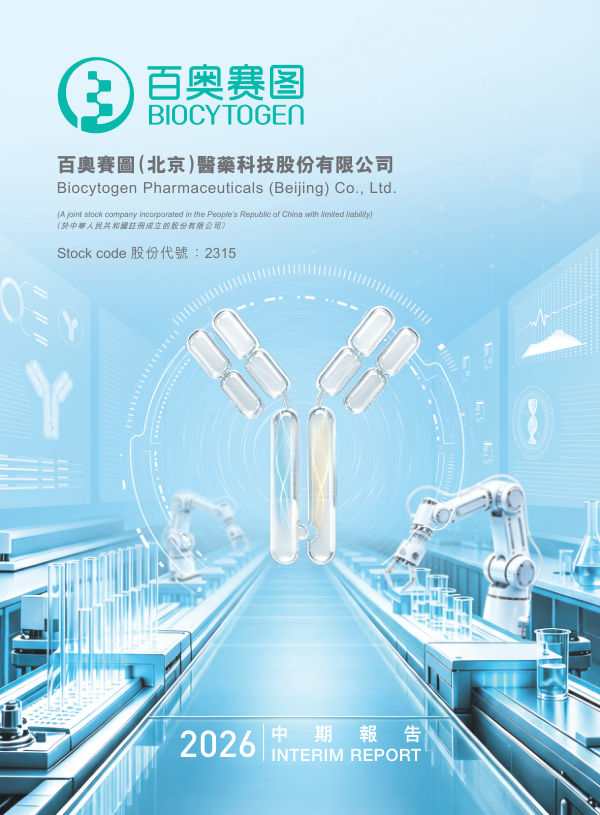 百奥赛图
BIOCYTOGEN
百奧賽圖(北京)醫藥科技股份有限公司
Biocytogen Pharmaceuticals (Beijing) Co., Ltd.
(A joint stock company incorporated in the People's Republic of China with limited liability)
(於中華人民共和國註冊成立的股份有限公司)
Stock code 股份代號：2315
2026
中期報告
INTERIM REPORT